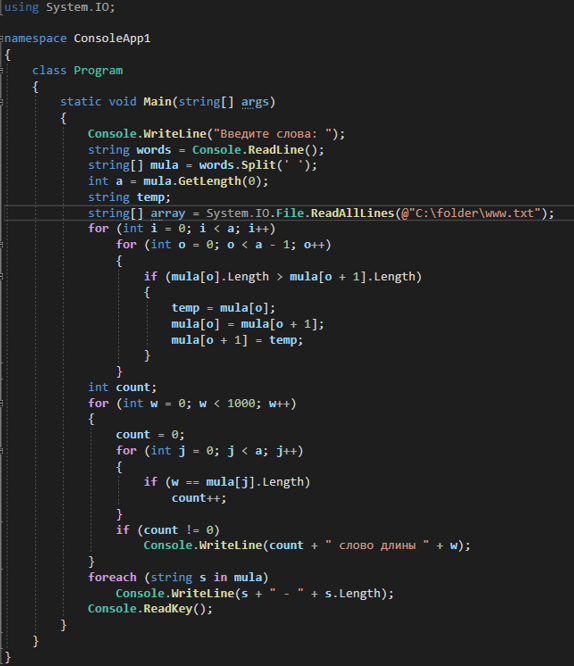 using System.IO;
namespace ConsoleApp1
{
class Program
{
static void Main(string[] args)
{
Console.WriteLine("Введите слова: ");
string words = Console.ReadLine();
string[] mula = words.Split(' ');
int a = mula.GetLength(0);
string temp;
string[] array = System.IO.File.ReadAllLines(@"C:\folder\www.txt");
for (int i = 0; i < a; i++)
for (int o = 0; o < a - 1; o++)
{
if (mula[o].Length > mula[o + 1].Length)
{
temp = mula[o];
mula[o] = mula[o + 1];
mula[o + 1] = temp;
}
}
int count;
for (int w = 0; w < 1000; w++)
{
count = 0;
for (int j = 0; j < a; j++)
{
if (w == mula[j].Length)
count++;
}
if (count != 0)
Console.WriteLine(count + " слово длины " + w);
}
foreach (string s in mula)
Console.WriteLine(s + " - " + s.Length);
Console.ReadKey();
}
}
}